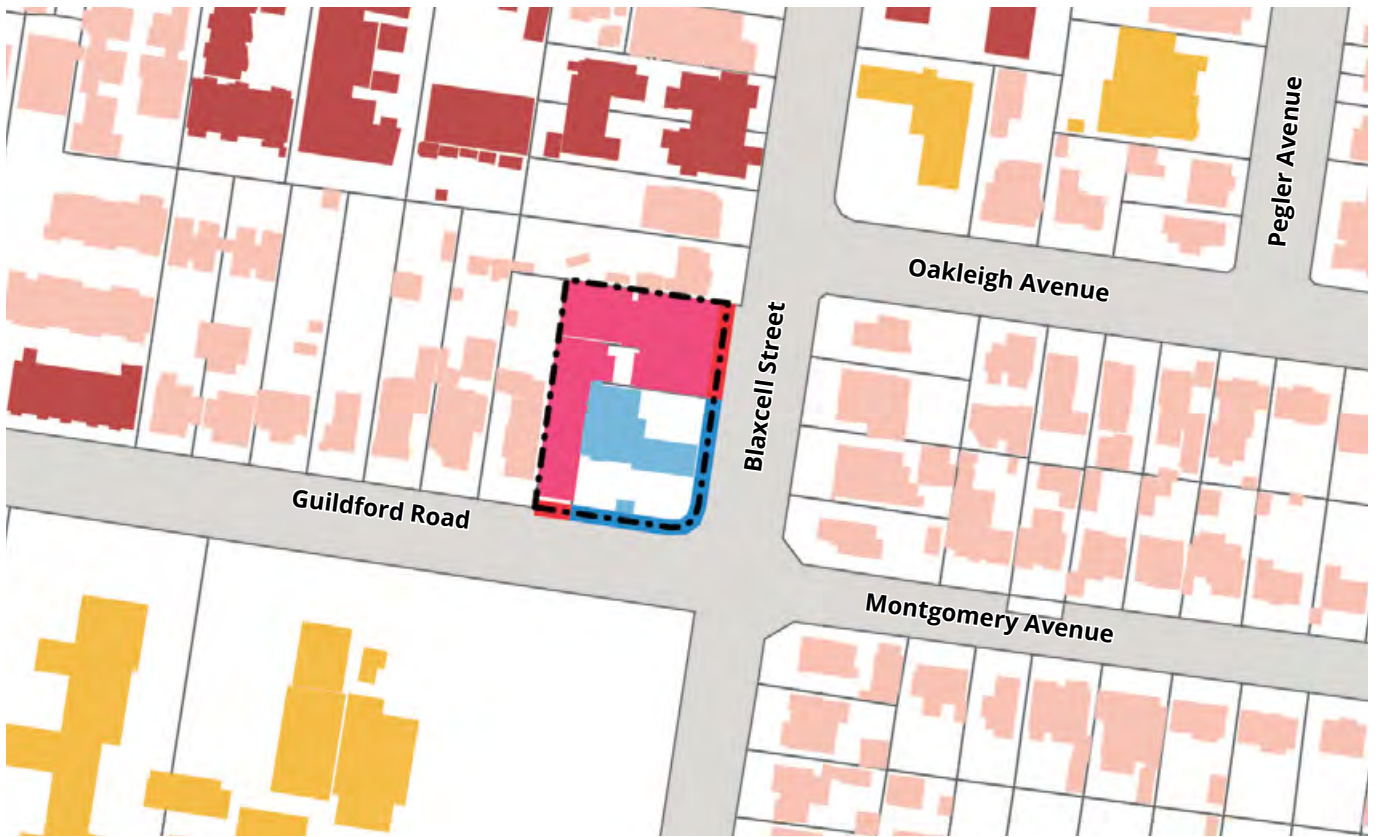 Pegler Avenue
Oakleigh Avenue
Blaxcell Street
Guildford Road
Montgomery Avenue